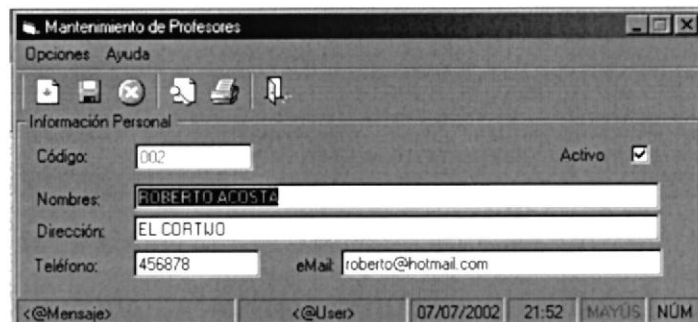 Mantenimiento de Profesores
Opciones Ayuda
Información Personal
Código: 002 Activo
Nombres: ROBERTO ACOSTA
Dirección: EL CORTIJO
Teléfono: 456878 eMail: roberto@hotmail.com
<@Mensaje> <@User> 07/07/2002 21:52 MAYÚS NÚM